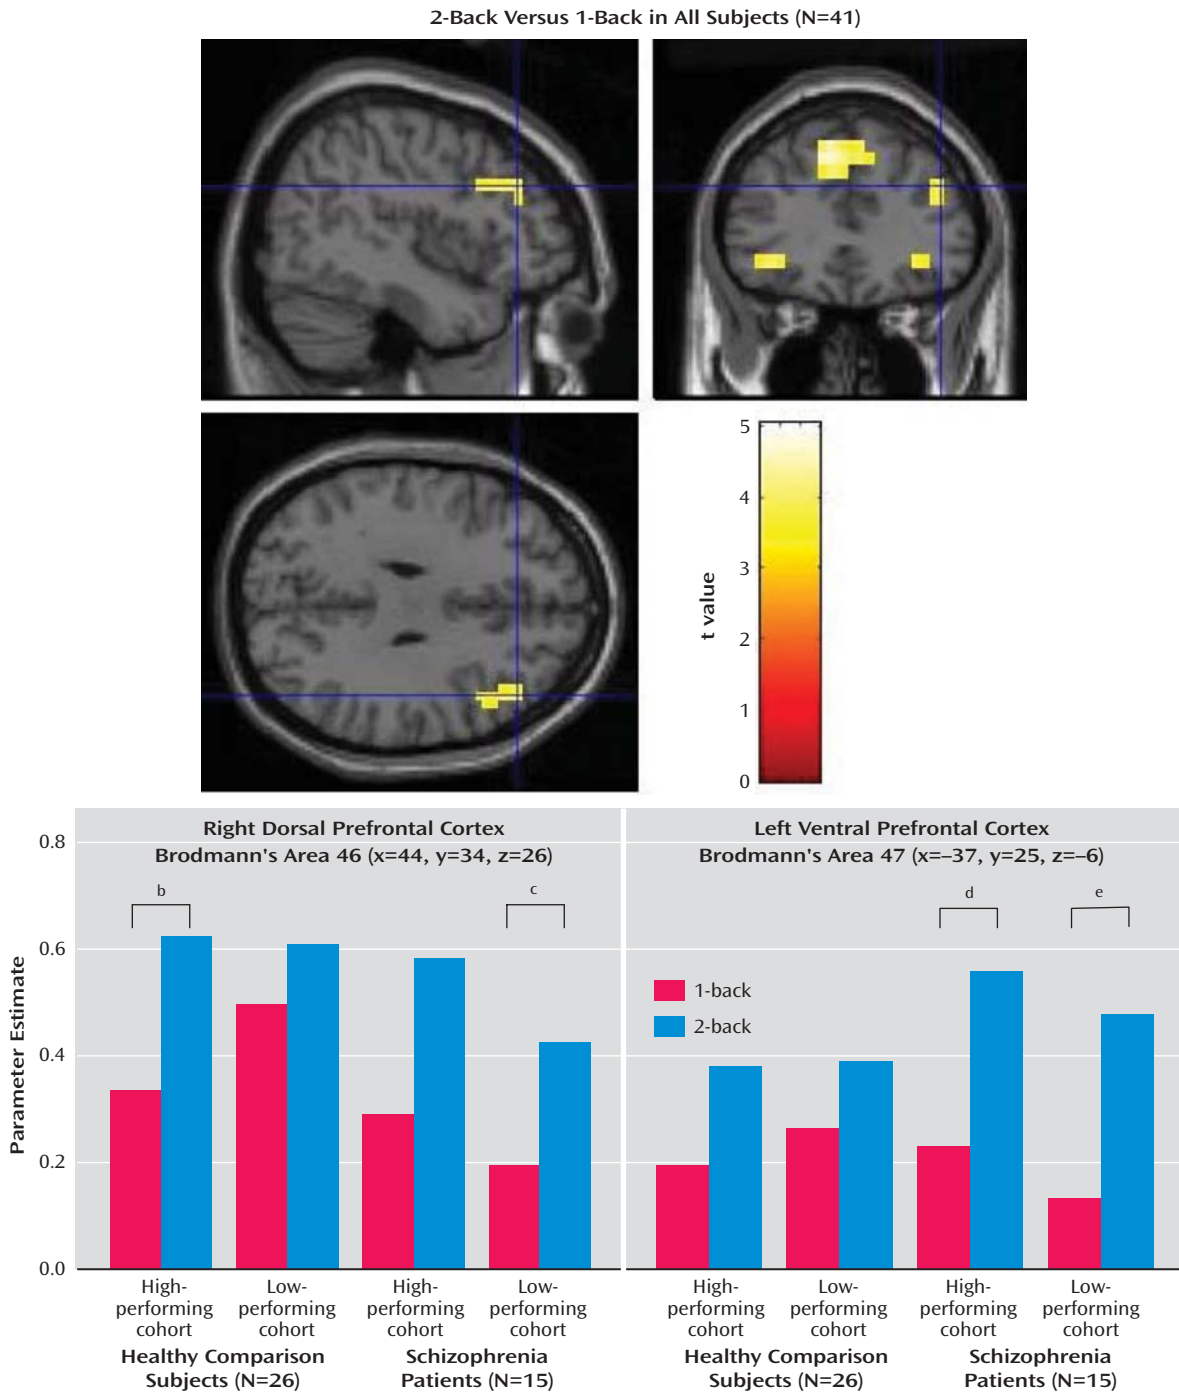 2-Back Versus 1-Back in All Subjects (N=41)
5
4
3
2
1
0
t value
Right Dorsal Prefrontal Cortex
Brodmann's Area 46 (x=44, y=34, z=26)
Left Ventral Prefrontal Cortex
Brodmann's Area 47 (x=–37, y=25, z=–6)
b
c
d
e
0.8
0.6
0.4
0.2
0.0
Parameter Estimate
1-back
2-back
High-
performing
cohort
Low-
performing
cohort
High-
performing
cohort
Low-
performing
cohort
Healthy Comparison
Subjects (N=26)
Schizophrenia
Patients (N=15)
High-
performing
cohort
Low-
performing
cohort
High-
performing
cohort
Low-
performing
cohort
Healthy Comparison
Subjects (N=26)
Schizophrenia
Patients (N=15)